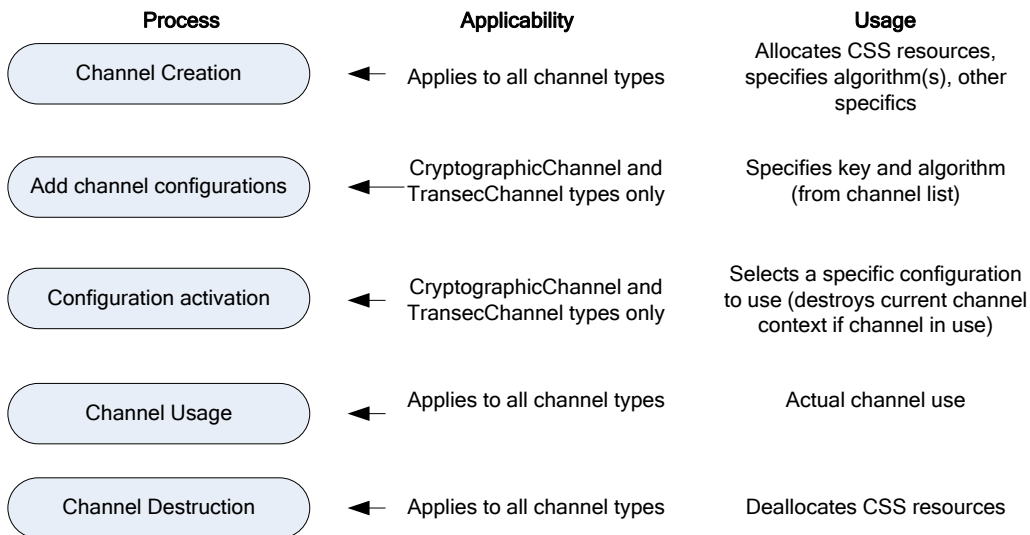 Process
Applicability
Usage
Channel Creation
Applies to all channel types
Allocates CSS resources,
specifies algorithm(s), other
specifics
Add channel configurations
CryptographicChannel and
TransecChannel types only
Specifies key and algorithm
(from channel list)
Configuration activation
CryptographicChannel and
TransecChannel types only
Selects a specific configuration
to use (destroys current channel
context if channel in use)
Channel Usage
Applies to all channel types
Actual channel use
Channel Destruction
Applies to all channel types
Deallocates CSS resources